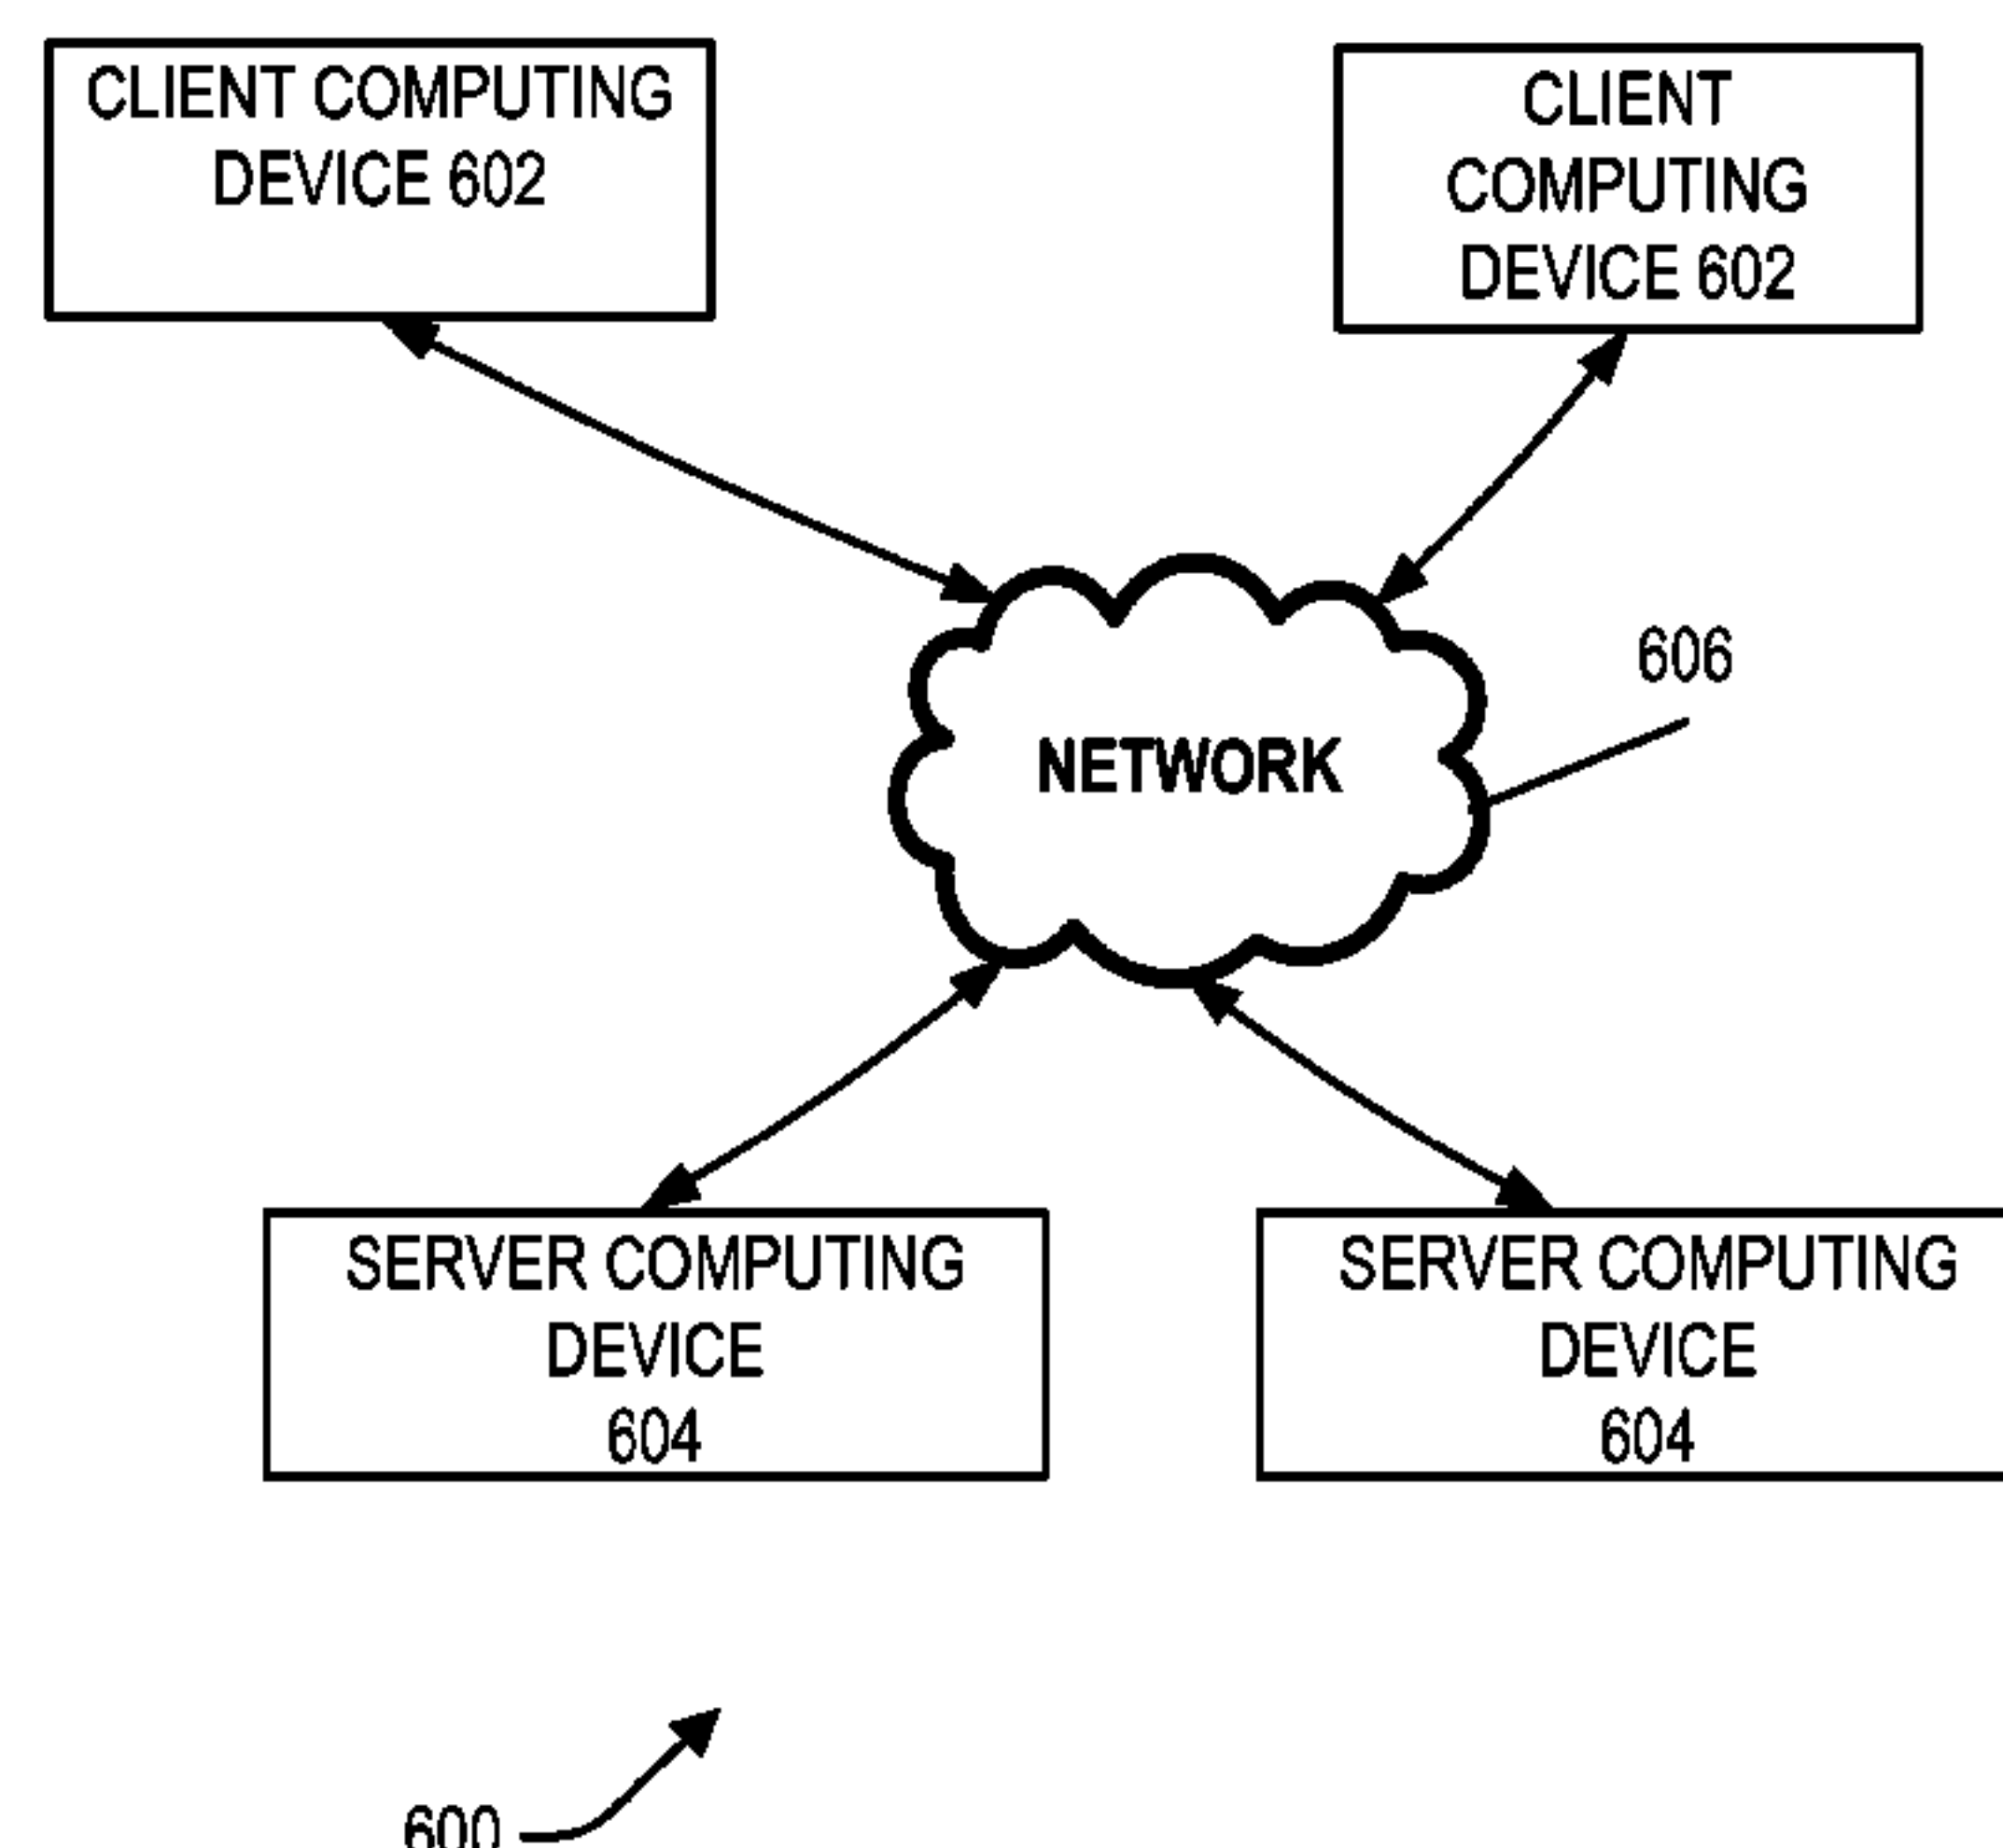 CLIENT COMPUTING
DEVICE 602
CLIENT
COMPUTING
DEVICE 602
606
NETWORK
SERVER COMPUTING
DEVICE
604
SERVER COMPUTING
DEVICE
604
600